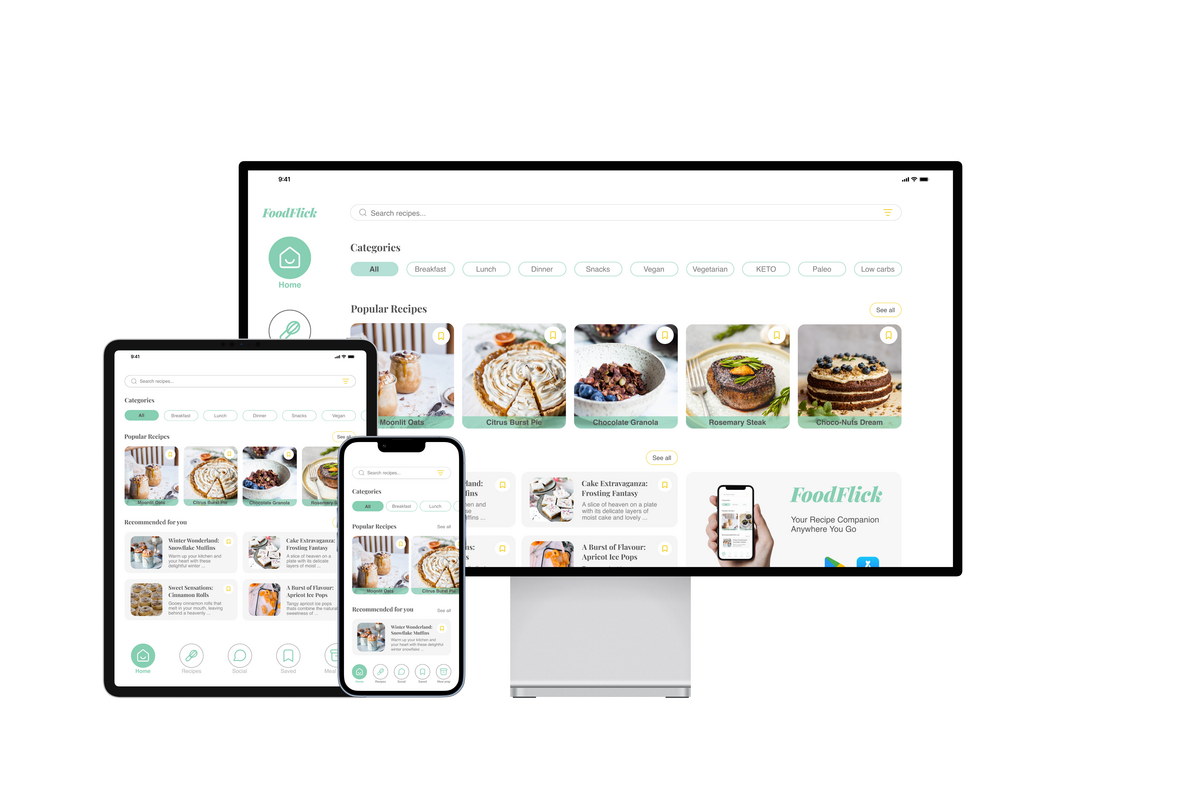 9:41
FoodFlick
Search recipes...
Home
Categories
All
Breakfast
Lunch
Dinner
Snacks
Vegan
Vegetarian
KETO
Paleo
Low carbs
Popular Recipes
See all
Moonlit Oats
Citrus Burst Pie
Chocolate Granola
Rosemary Steak
Choco-Nuts Dream
See all
Cake Extravaganza:
Frosting Fantasy
A slice of heaven on a plate
with its delicate layers of
moist cake and lovely ...
A Burst of Flavour:
Apricot Ice Pops
FoodFlick
Your Recipe Companion
Anywhere You Go
9:41
Search recipes...
Categories
All
Breakfast
Lunch
Dinner
Snacks
Vegan
Popular Recipes
See all
Moonlit Oats
Citrus Burst Pie
Chocolate Granola
Recommended for you
Winter Wonderland:
Snowflake Muffins
Warm up your kitchen and
your heart with these
delightful winter ...
Cake Extravaganza:
Frosting Fantasy
A slice of heaven on a
plate with its delicate
layers of moist ...
Sweet Sensations:
Cinnamon Rolls
Gooey cinnamon rolls that
melt in your mouth, leaving
behind a heavenly ...
A Burst of Flavour:
Apricot Ice Pops
Tangy apricot ice pops
thats combine the natural
sweetness of ...
Home
Recipes
Social
Saved
Search recipes...
Categories
All
Breakfast
Lunch
Popular Recipes
See all
Moonlit Oats
Citrus Burst Pie
Recommended for you
See all
Winter Wonderland:
Snowflake Muffins
Warm up your kitchen and
your heart with these delightful
winter snowflake ...
Home
Recipes
Social
Saved